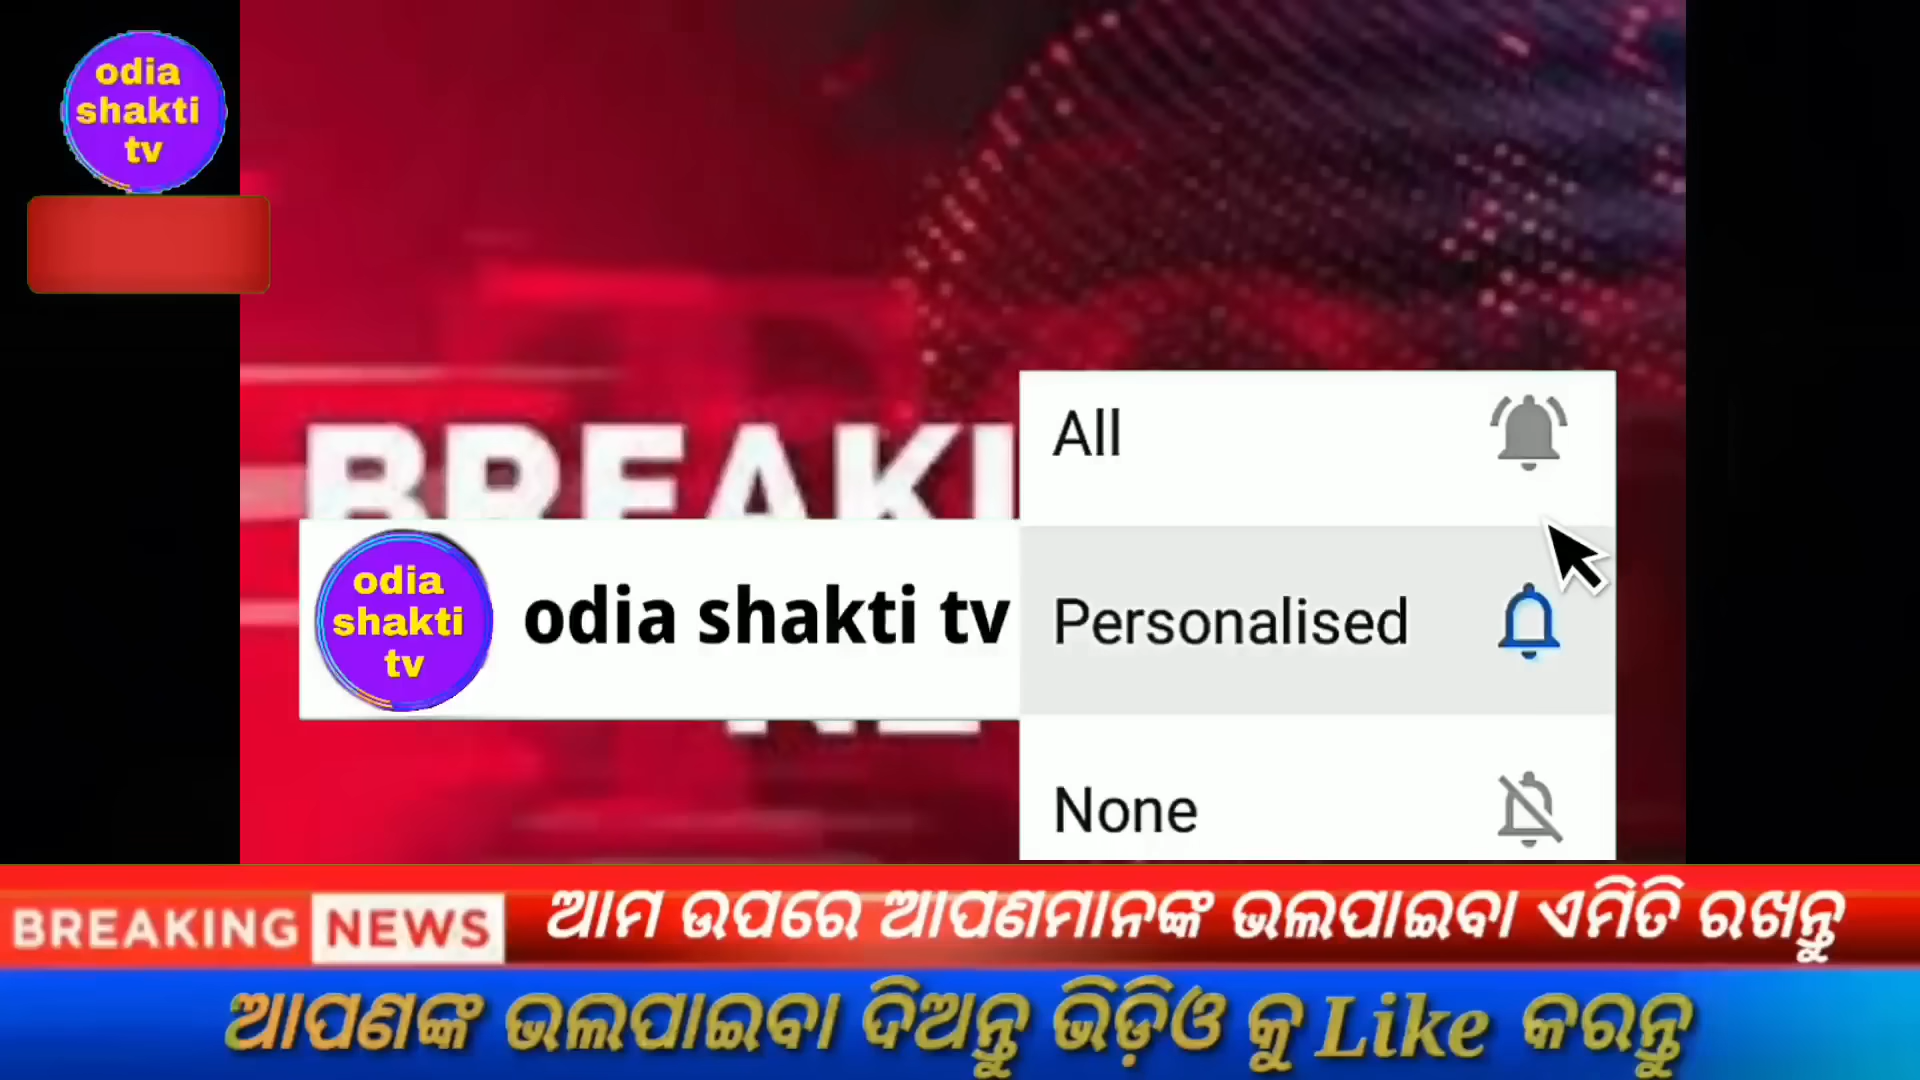 odia
shakti
tv
BREAKI
All
odia
shakti
tv
odia shakti tv
Personalised
None
BREAKING NEWS
ଆମ ଉପରେ ଆପଣମାନଙ୍କ ଭଲପାଇବା ଏମିତି ରଖନ୍ତୁ
ଆପଣଙ୍କ ଭଲପାଇବା ଦିଅନ୍ତୁ ଭିଡ଼ିଓ କୁ Like କରନ୍ତୁ